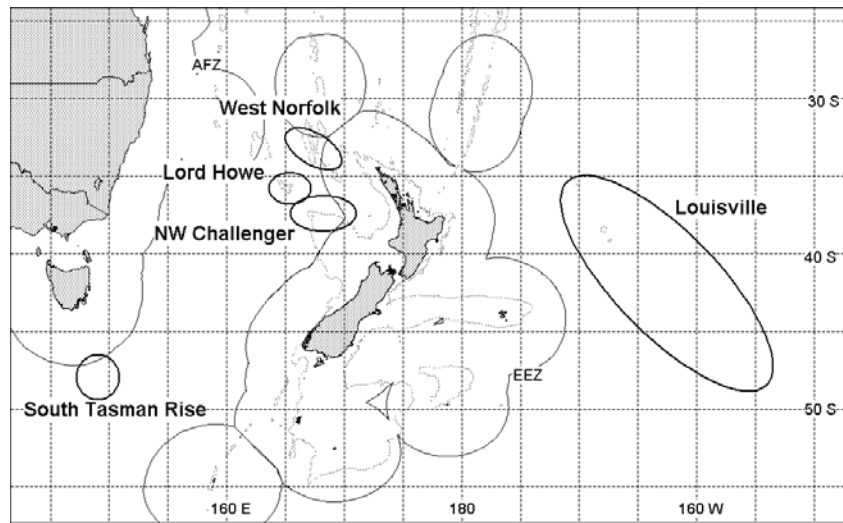 AFZ
30 S
West Norfolk
Lord Howe
Louisville
NW Challenger
40 S
EEZ
South Tasman Rise
50 S
160 E
180
160 W